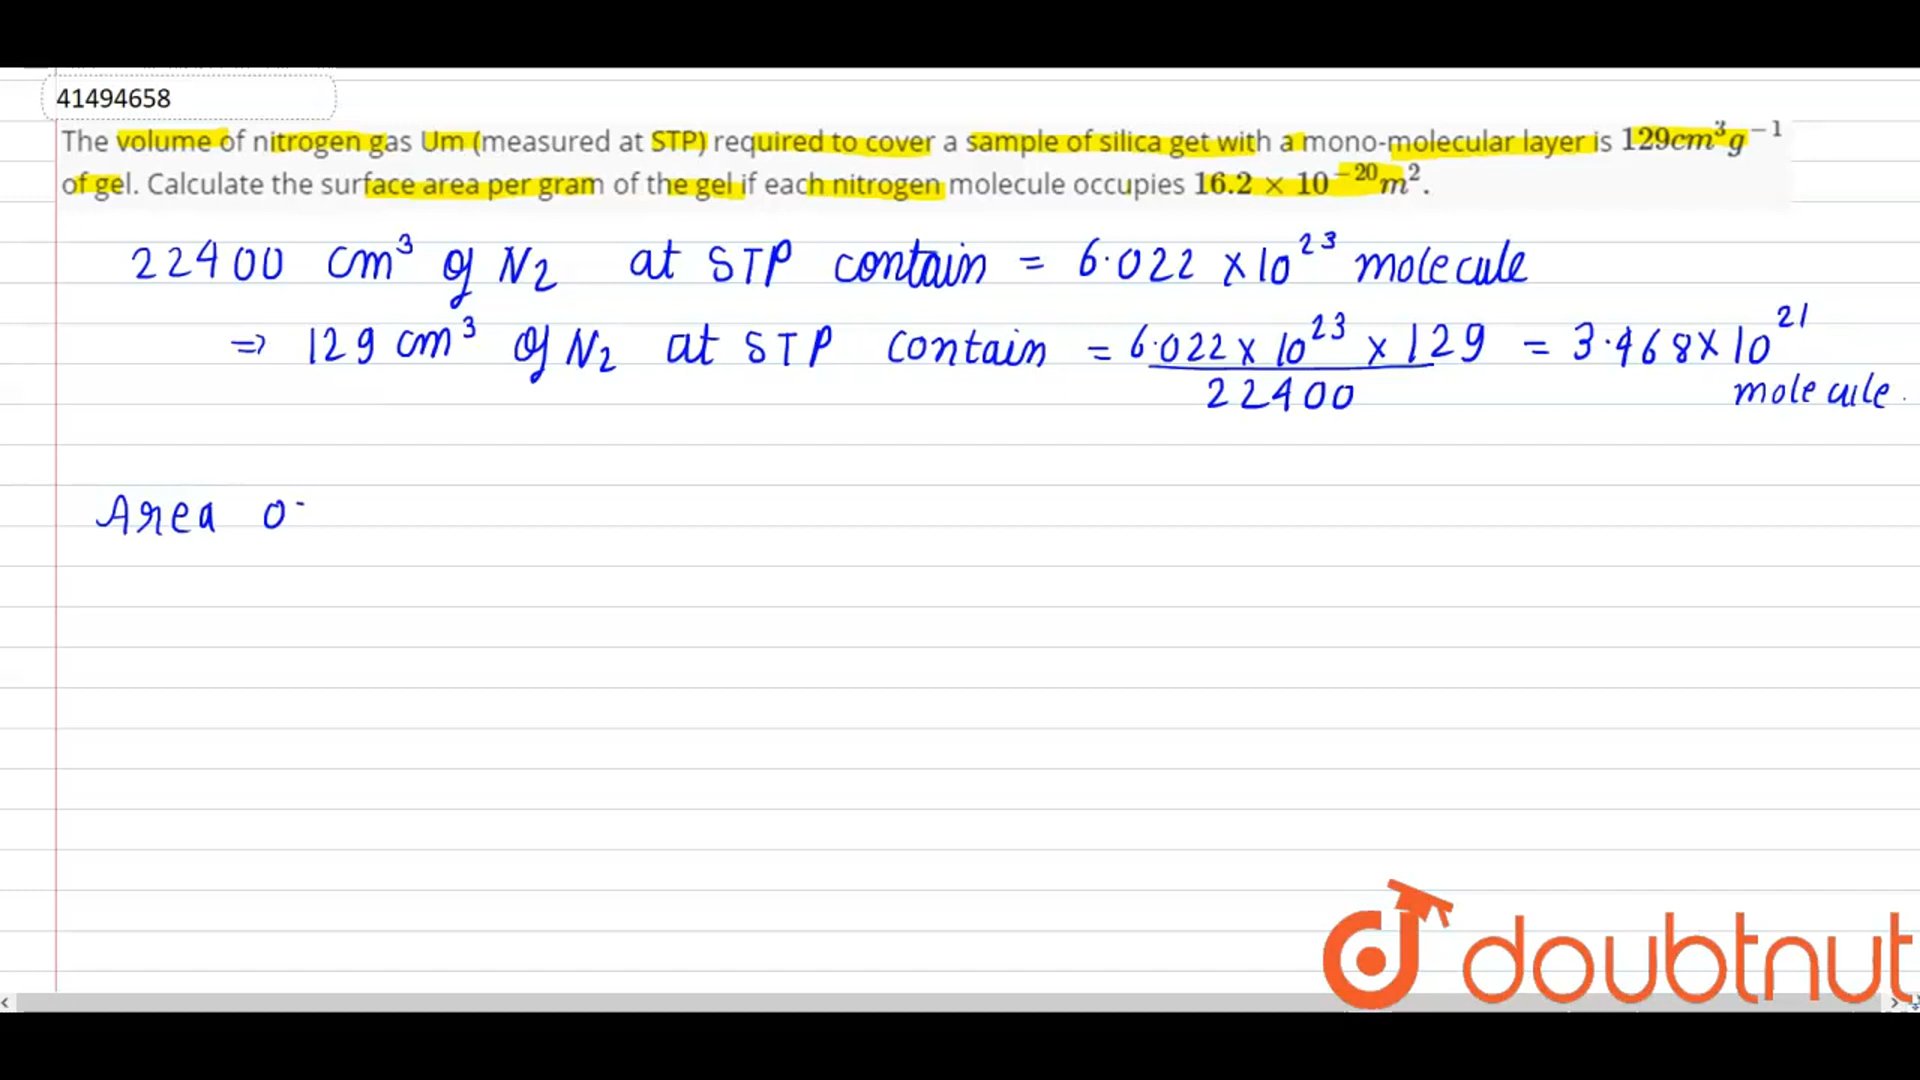 41494658
The volume of nitrogen gas Um (measured at STP) required to cover a sample of silica get with a mono-molecular layer is 129cm³g⁻¹
of gel. Calculate the surface area per gram of the gel if each nitrogen molecule occupies 16.2 × 10⁻²⁰m².
22400 cm³ of N₂ at STP contain = 6.022 × 10²³ molecule
⇒ 129 cm³ of N₂ at STP contain = 6.022 × 10²³ × 129 = 3.468 × 10²¹
22400 molecule.
Area o
doubtnut